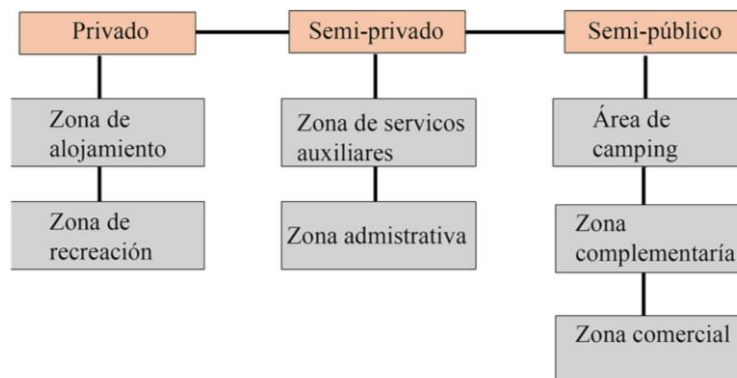 Privado
Semi-privado
Semi-público
Zona de
alojamiento
Zona de servicos
auxiliares
Área de
camping
Zona de
recreación
Zona admistrativa
Zona
complementaría
Zona comercial